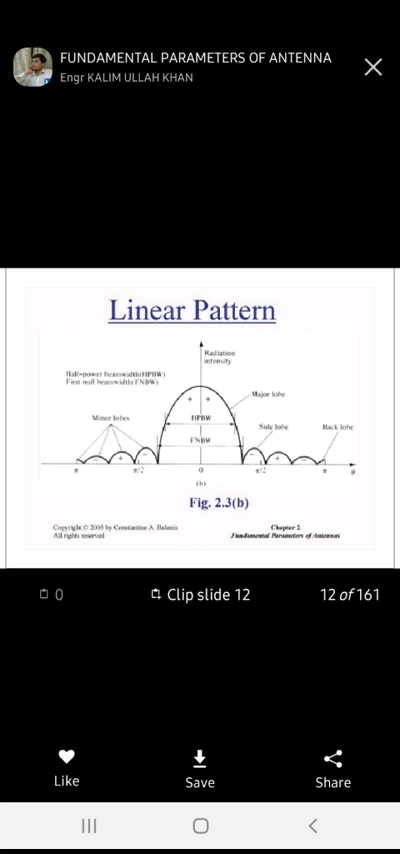 FUNDAMENTAL PARAMETERS OF ANTENNA
Engr KALIM ULLAH KHAN
Linear Pattern
Radiation
intensity
Half-power beamwidth(HPBW)
First null beamwidth(FNBW)
Major lobe
+ +
Minor lobes
HPBW
Side lobe
Back lobe
FNBW
− + − − + −
π π/2 0 π/2 π θ
(b)
Fig. 2.3(b)
Copyright © 2005 by Constantine A. Balanis
All rights reserved
Chapter 2
Fundamental Parameters of Antennas
0
Clip slide 12
12 of 161
Like
Save
Share